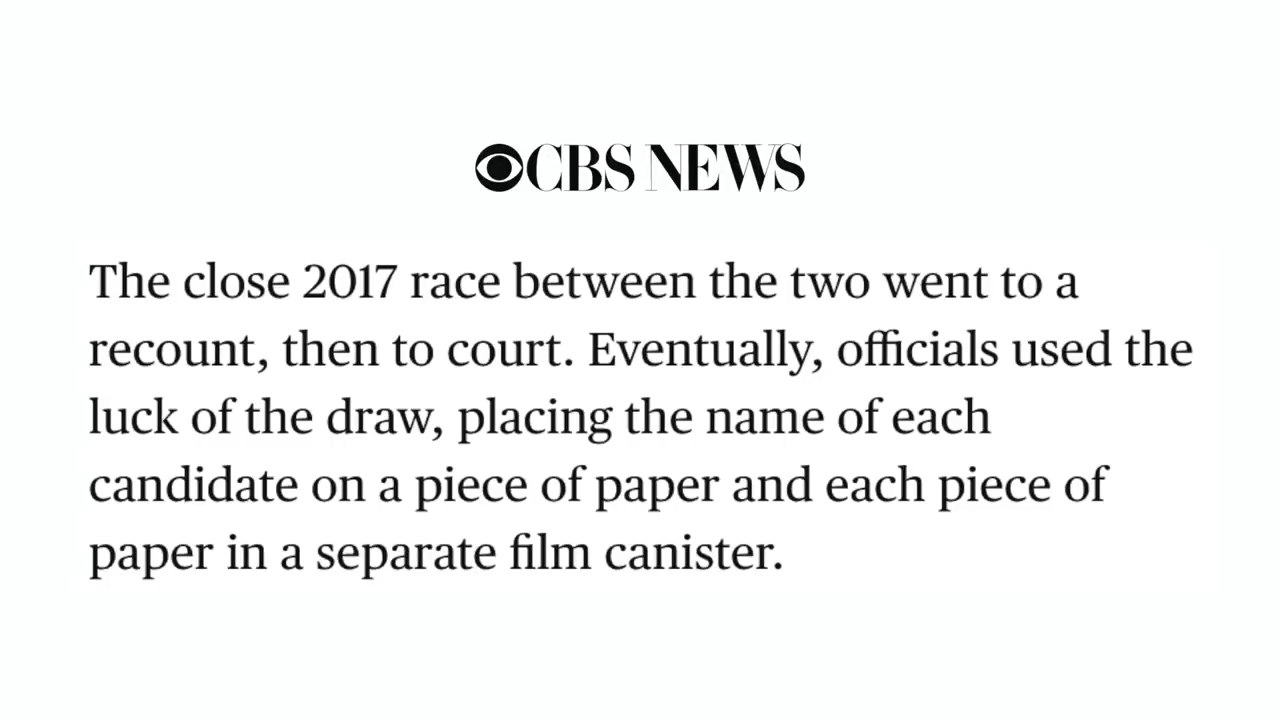 CBS NEWS
The close 2017 race between the two went to a
recount, then to court. Eventually, officials used the
luck of the draw, placing the name of each
candidate on a piece of paper and each piece of
paper in a separate film canister.